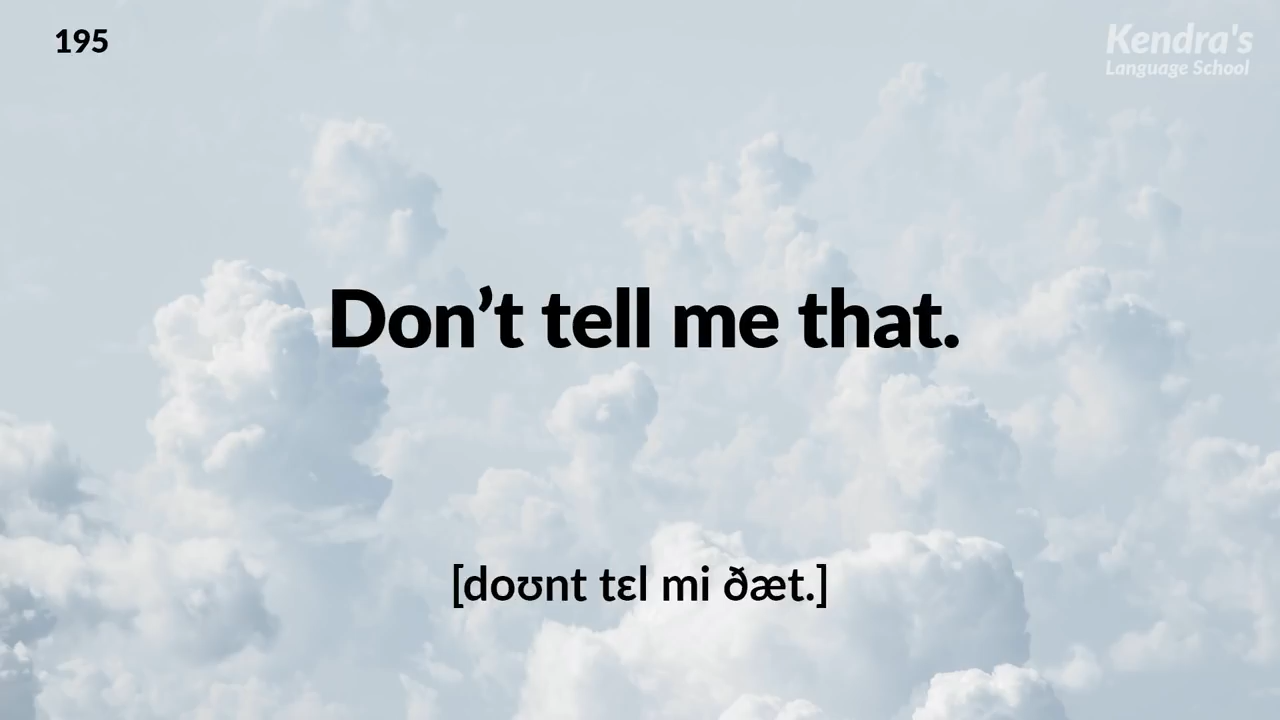 195
Kendra's
Language School
Don’t tell me that.
[doʊnt tɛl mi ðæt.]